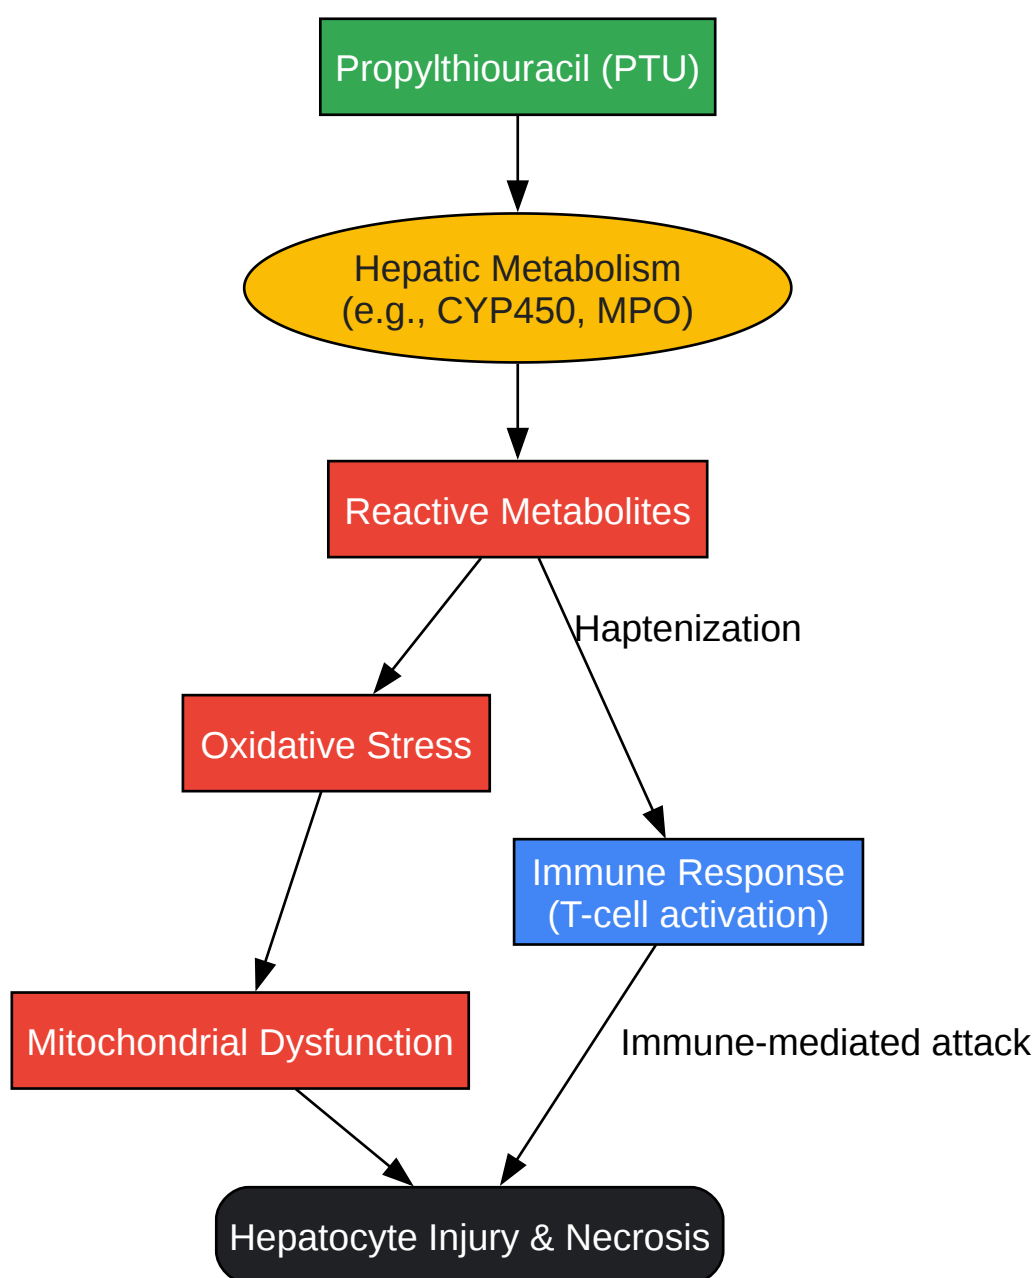 Propylthiouracil (PTU)
Hepatic Metabolism
(e.g., CYP450, MPO)
Reactive Metabolites
Haptenization
Oxidative Stress
Immune Response
(T-cell activation)
Mitochondrial Dysfunction
Immune-mediated attack
Hepatocyte Injury & Necrosis